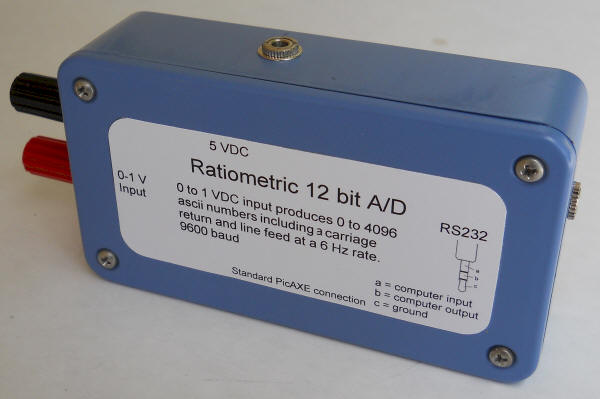 5 VDC
Ratiometric 12 bit A/D
0-1 V
Input
0 to 1 VDC input produces 0 to 4096
ascii numbers including a carriage
return and line feed at a 6 Hz rate.
9600 baud
RS232
a
b
c
Standard PicAXE connection
a = computer input
b = computer output
c = ground